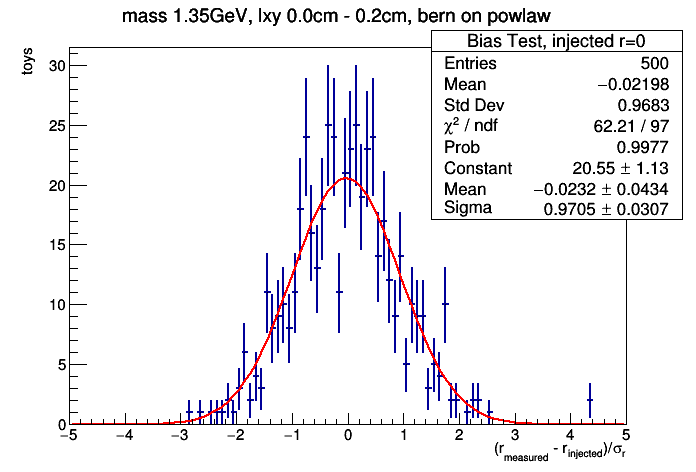 mass 1.35GeV, lxy 0.0cm - 0.2cm, bern on powlaw
Bias Test, injected r=0
Entries 500
Mean −0.02198
Std Dev 0.9683
χ² / ndf 62.21 / 97
Prob 0.9977
Constant 20.55 ± 1.13
Mean −0.0232 ± 0.0434
Sigma 0.9705 ± 0.0307
toys
30
25
20
15
10
5
0
−5 −4 −3 −2 −1 0 1 2 3 4 5
(r_measured - r_injected)/σ_r